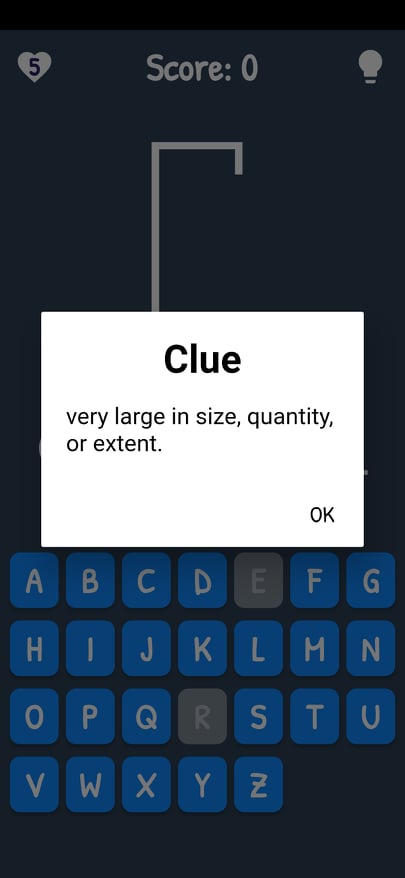 5 Score: 0
Clue
very large in size, quantity,
or extent.
OK
A B C D E F G
H I J K L M N
O P Q R S T U
V W X Y Z